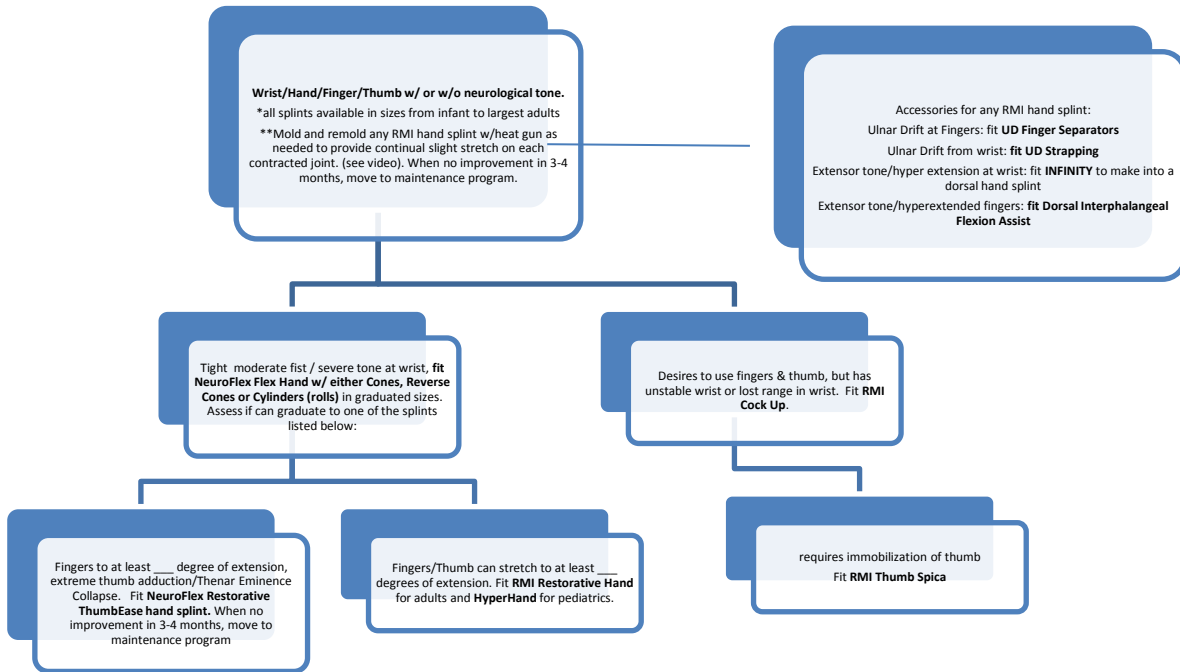 Wrist/Hand/Finger/Thumb w/ or w/o neurological tone.
*all splints available in sizes from infant to largest adults
**Mold and remold any RMI hand splint w/heat gun as
needed to provide continual slight stretch on each
contracted joint. (see video). When no improvement in 3-4
months, move to maintenance program.
Accessories for any RMI hand splint:
Ulnar Drift at Fingers: fit UD Finger Separators
Ulnar Drift from wrist: fit UD Strapping
Extensor tone/hyper extension at wrist: fit INFINITY to make into a
dorsal hand splint
Extensor tone/hyperextended fingers: fit Dorsal Interphalangeal
Flexion Assist
Tight moderate fist / severe tone at wrist, fit
NeuroFlex Flex Hand w/ either Cones, Reverse
Cones or Cylinders (rolls) in graduated sizes.
Assess if can graduate to one of the splints
listed below:
Desires to use fingers & thumb, but has
unstable wrist or lost range in wrist. Fit RMI
Cock Up.
Fingers to at least ___ degree of extension,
extreme thumb adduction/Thenar Eminence
Collapse. Fit NeuroFlex Restorative
ThumbEase hand splint. When no
improvement in 3-4 months, move to
maintenance program
Fingers/Thumb can stretch to at least ___
degrees of extension. Fit RMI Restorative Hand
for adults and HyperHand for pediatrics.
requires immobilization of thumb
Fit RMI Thumb Spica